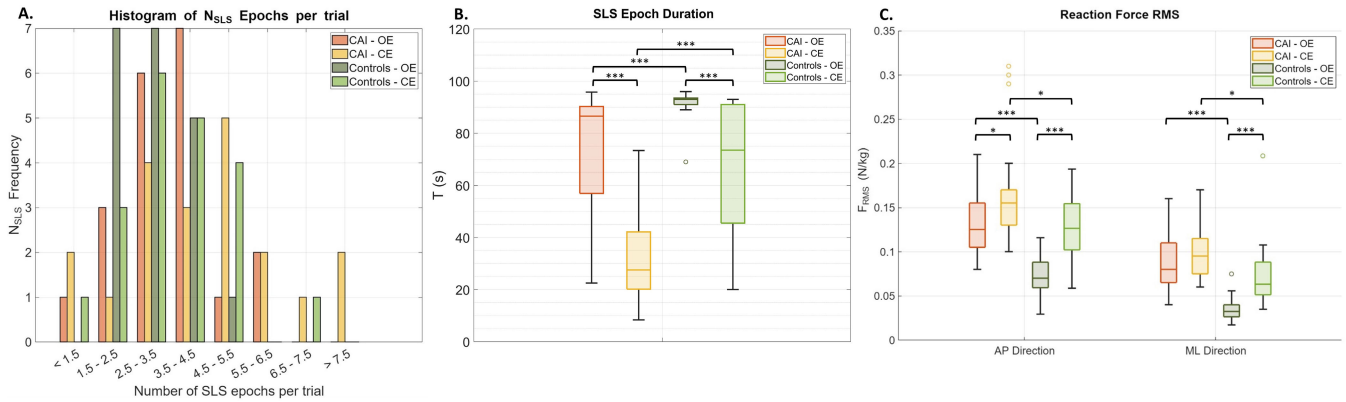 A.
Histogram of N_SLS Epochs per trial
7
6
5
4
3
2
1
0
N_SLS Frequency
CAI - OE
CAI - CE
Controls - OE
Controls - CE
< 1.5
1.5 - 2.5
2.5 - 3.5
3.5 - 4.5
4.5 - 5.5
5.5 - 6.5
6.5 - 7.5
> 7.5
Number of SLS epochs per trial
B.
SLS Epoch Duration
120
100
80
60
40
20
0
T (s)
CAI - OE
CAI - CE
Controls - OE
Controls - CE
***
***
***
***
C.
Reaction Force RMS
0.35
0.3
0.25
0.2
0.15
0.1
0.05
0
F_RMS (N/kg)
CAI - OE
CAI - CE
Controls - OE
Controls - CE
*
***
*
***
*
***
***
AP Direction
ML Direction